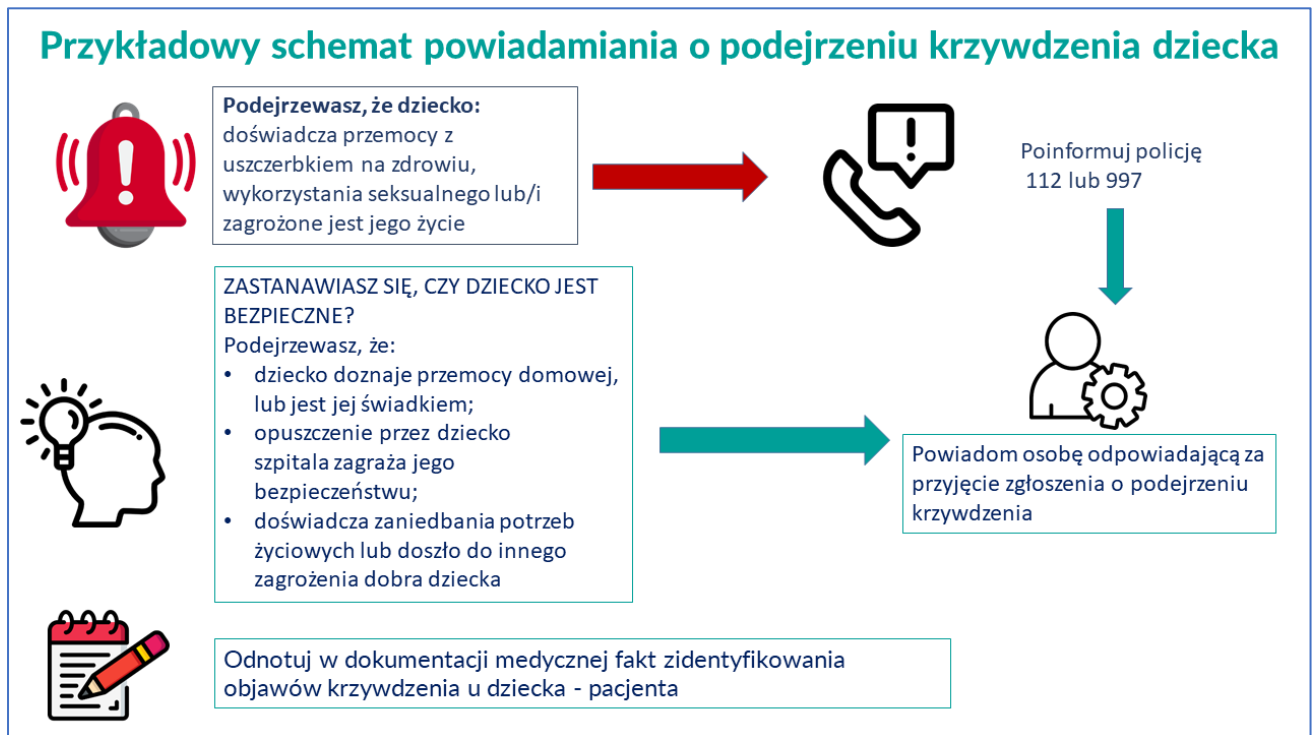 Przykładowy schemat powiadamiania o podejrzeniu krzywdzenia dziecka
Podejrzewasz, że dziecko:
doświadcza przemocy z
uszczerbkiem na zdrowiu,
wykorzystania seksualnego lub/i
zagrożone jest jego życie
Poinformuj policję
112 lub 997
ZASTANAWIASZ SIĘ, CZY DZIECKO JEST
BEZPIECZNE?
Podejrzewasz, że:
• dziecko doznaje przemocy domowej,
lub jest jej świadkiem;
• opuszczenie przez dziecko
szpitala zagraża jego
bezpieczeństwu;
• doświadcza zaniedbania potrzeb
życiowych lub doszło do innego
zagrożenia dobra dziecka
Powiadom osobę odpowiadającą za
przyjęcie zgłoszenia o podejrzeniu
krzywdzenia
Odnotuj w dokumentacji medycznej fakt zidentyfikowania
objawów krzywdzenia u dziecka - pacjenta